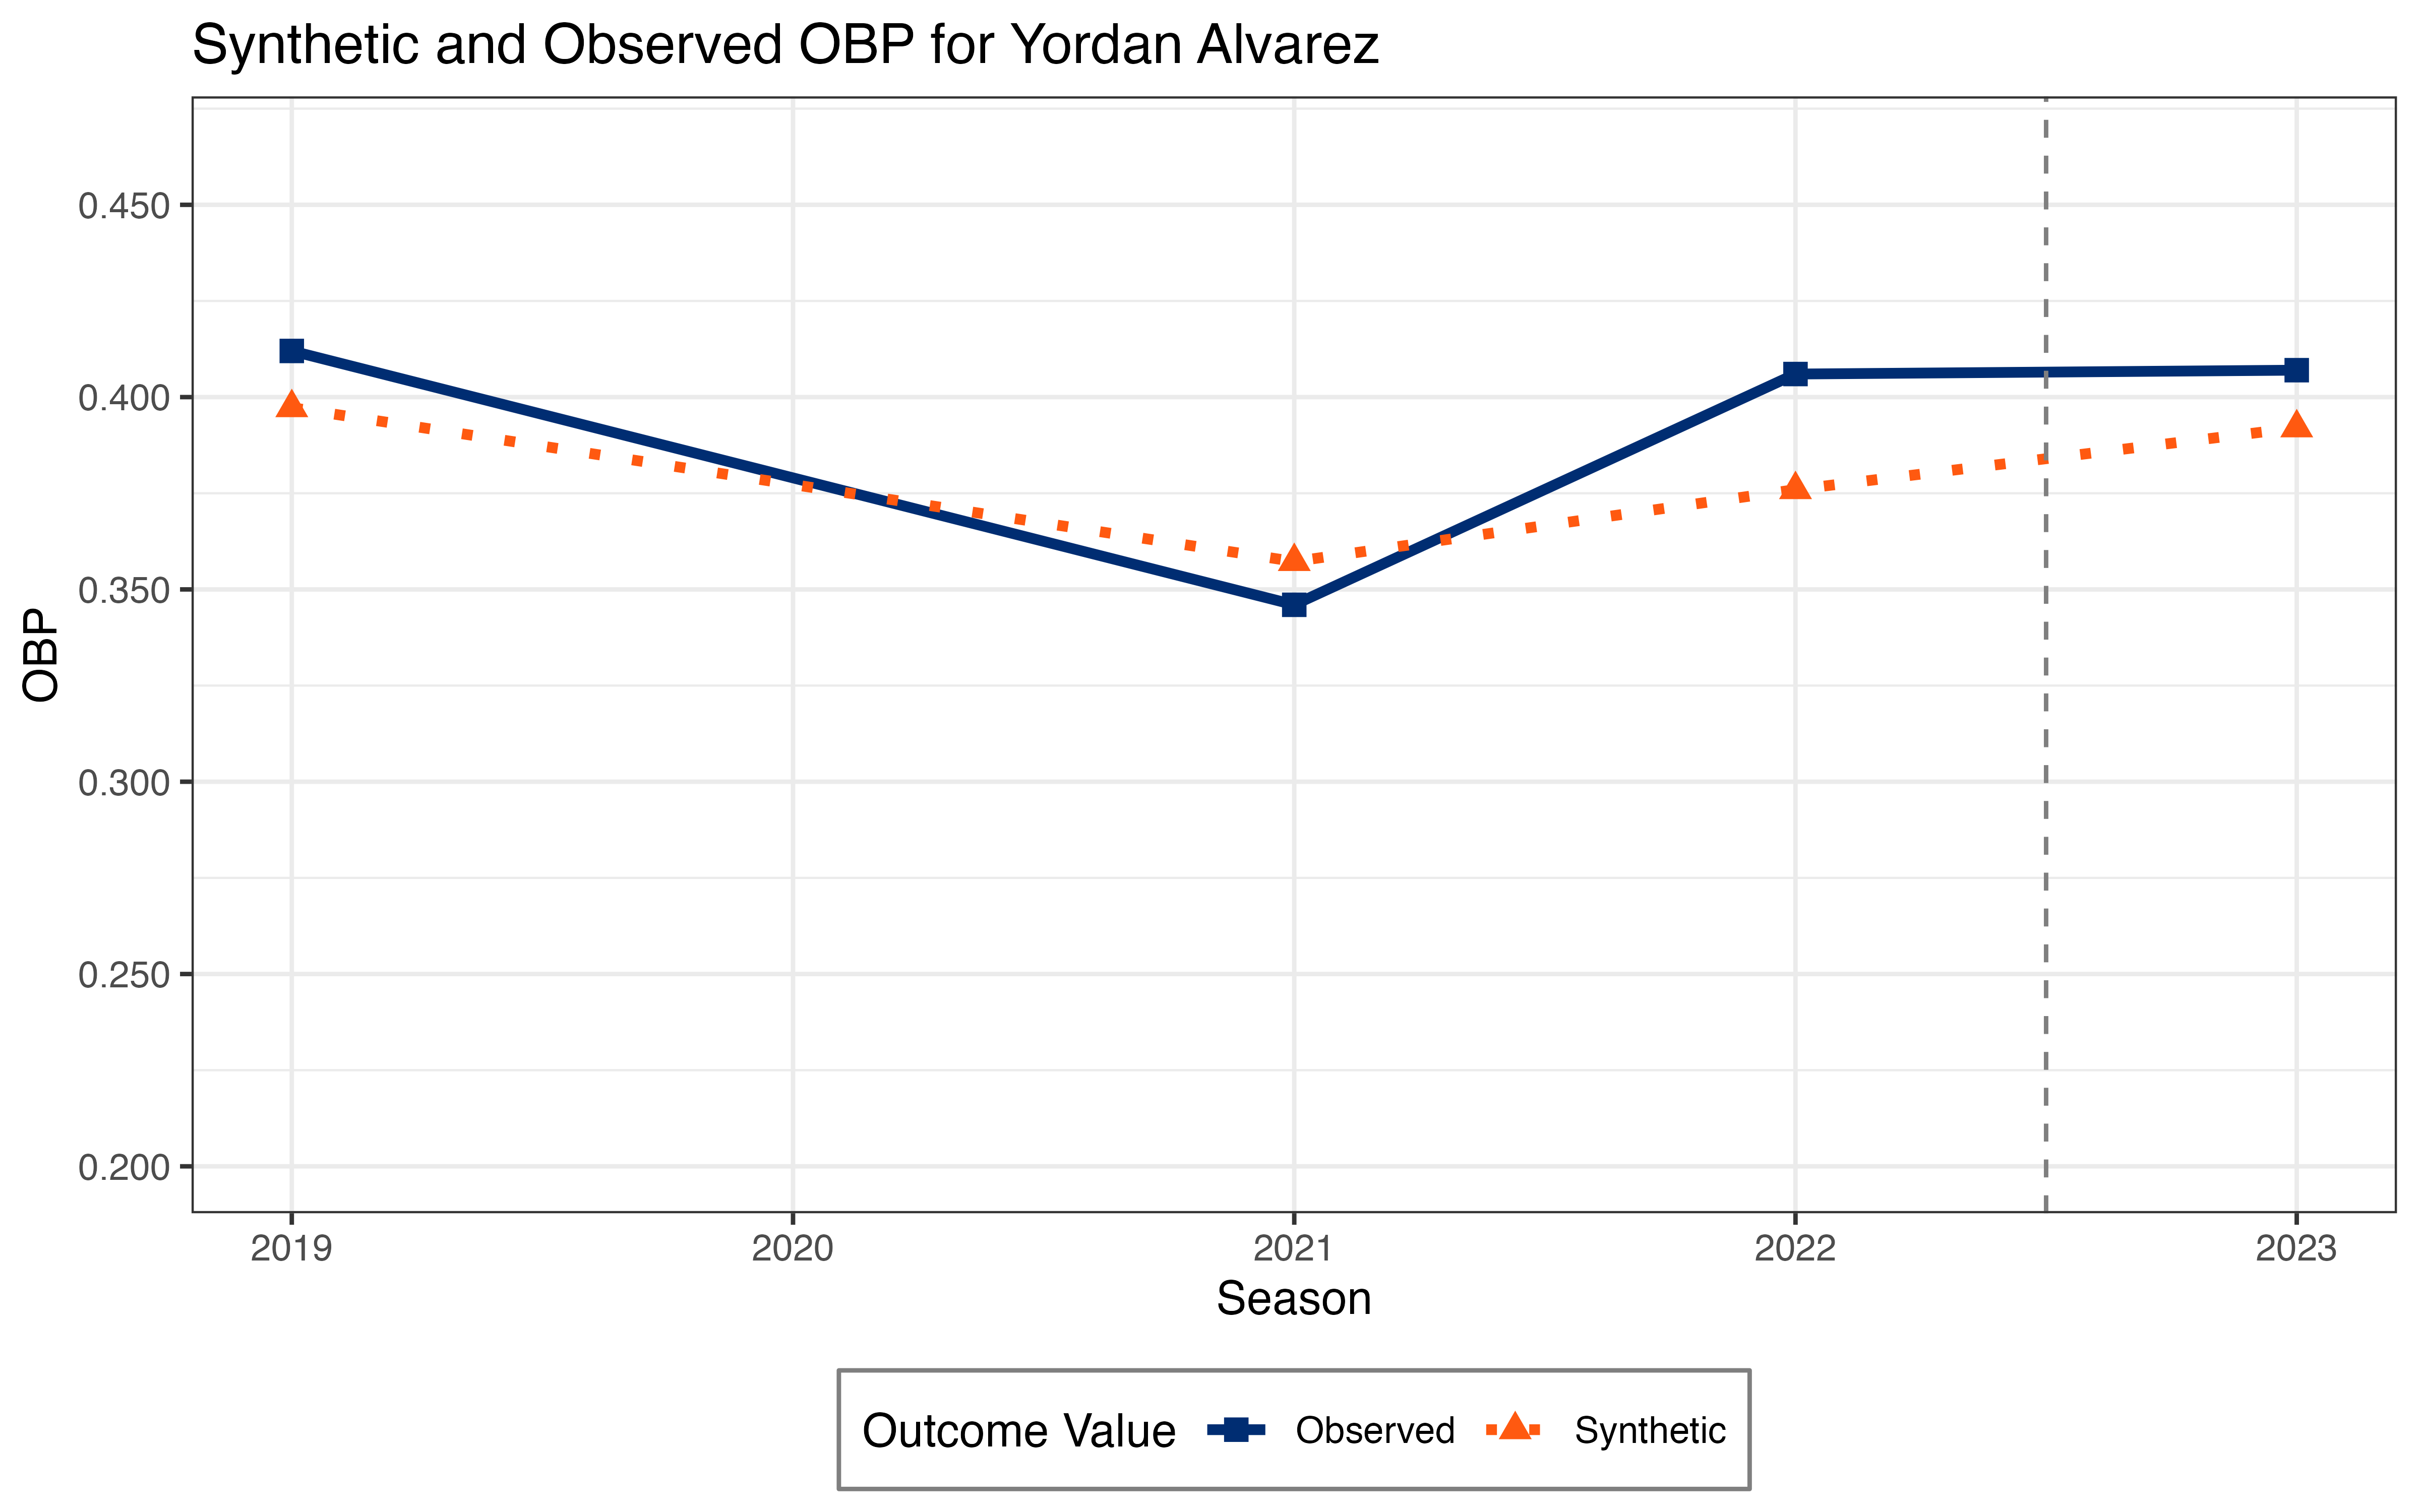 Synthetic and Observed OBP for Yordan Alvarez
OBP
0.450
0.400
0.350
0.300
0.250
0.200
2019 2020 2021 2022 2023
Season
Outcome Value Observed Synthetic